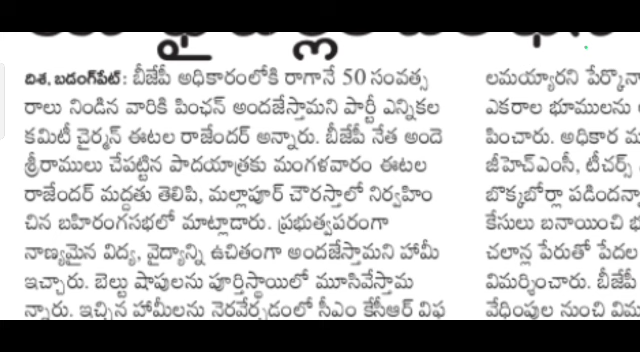 దిశ, బడంగ్‌పేట్: బీజేపీ అధికారంలోకి రాగానే 50 సంవత్స
రాలు నిండిన వారికి పింఛన్ అందజేస్తామని పార్టీ ఎన్నికల
కమిటీ చైర్మన్ ఈటల రాజేందర్ అన్నారు. బీజేపీ నేత అందె
శ్రీరాములు చేపట్టిన పాదయాత్రకు మంగళవారం ఈటల
రాజేందర్ మద్దతు తెలిపి, మల్లాపూర్ చౌరస్తాలో నిర్వహిం
చిన బహిరంగసభలో మాట్లాడారు. ప్రభుత్వపరంగా
నాణ్యమైన విద్య, వైద్యాన్ని ఉచితంగా అందజేస్తామని హామీ
ఇచ్చారు. బెల్టు షాపులను పూర్తిస్థాయిలో మూసివేస్తామ
న్నారు. ఇచ్చిన హామీలను నెరవేర్చడంలో సీఎం కేసీఆర్ విఫ
లమయ్యారని పేర్కొన్నా
ఎకరాల భూములను
పించారు. అధికార
జీహెచ్ఎంసీ, టీచర్స్
బొక్కబోర్లా పడిందన్నా
కేసులు బనాయించి
చలాన్ల పేరుతో పేదల
విమర్శించారు. బీజేపీ
వేధింపుల నుంచి విము